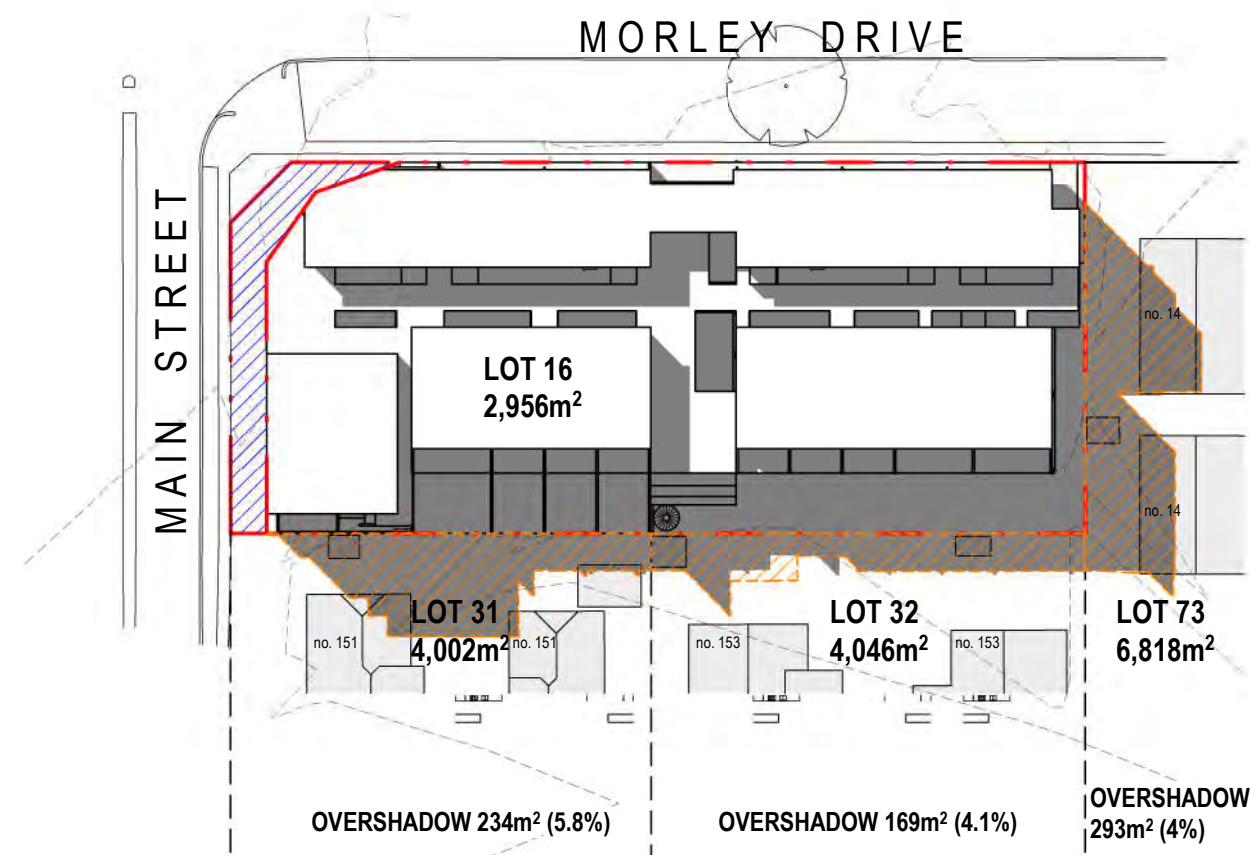 MORLEY DRIVE
MAIN STREET
LOT 16
2,956m²
no. 14
no. 14
LOT 31
4,002m²
no. 151
no. 151
LOT 32
4,046m²
no. 153
no. 153
LOT 73
6,818m²
OVERSHADOW 234m² (5.8%)
OVERSHADOW 169m² (4.1%)
OVERSHADOW
293m² (4%)